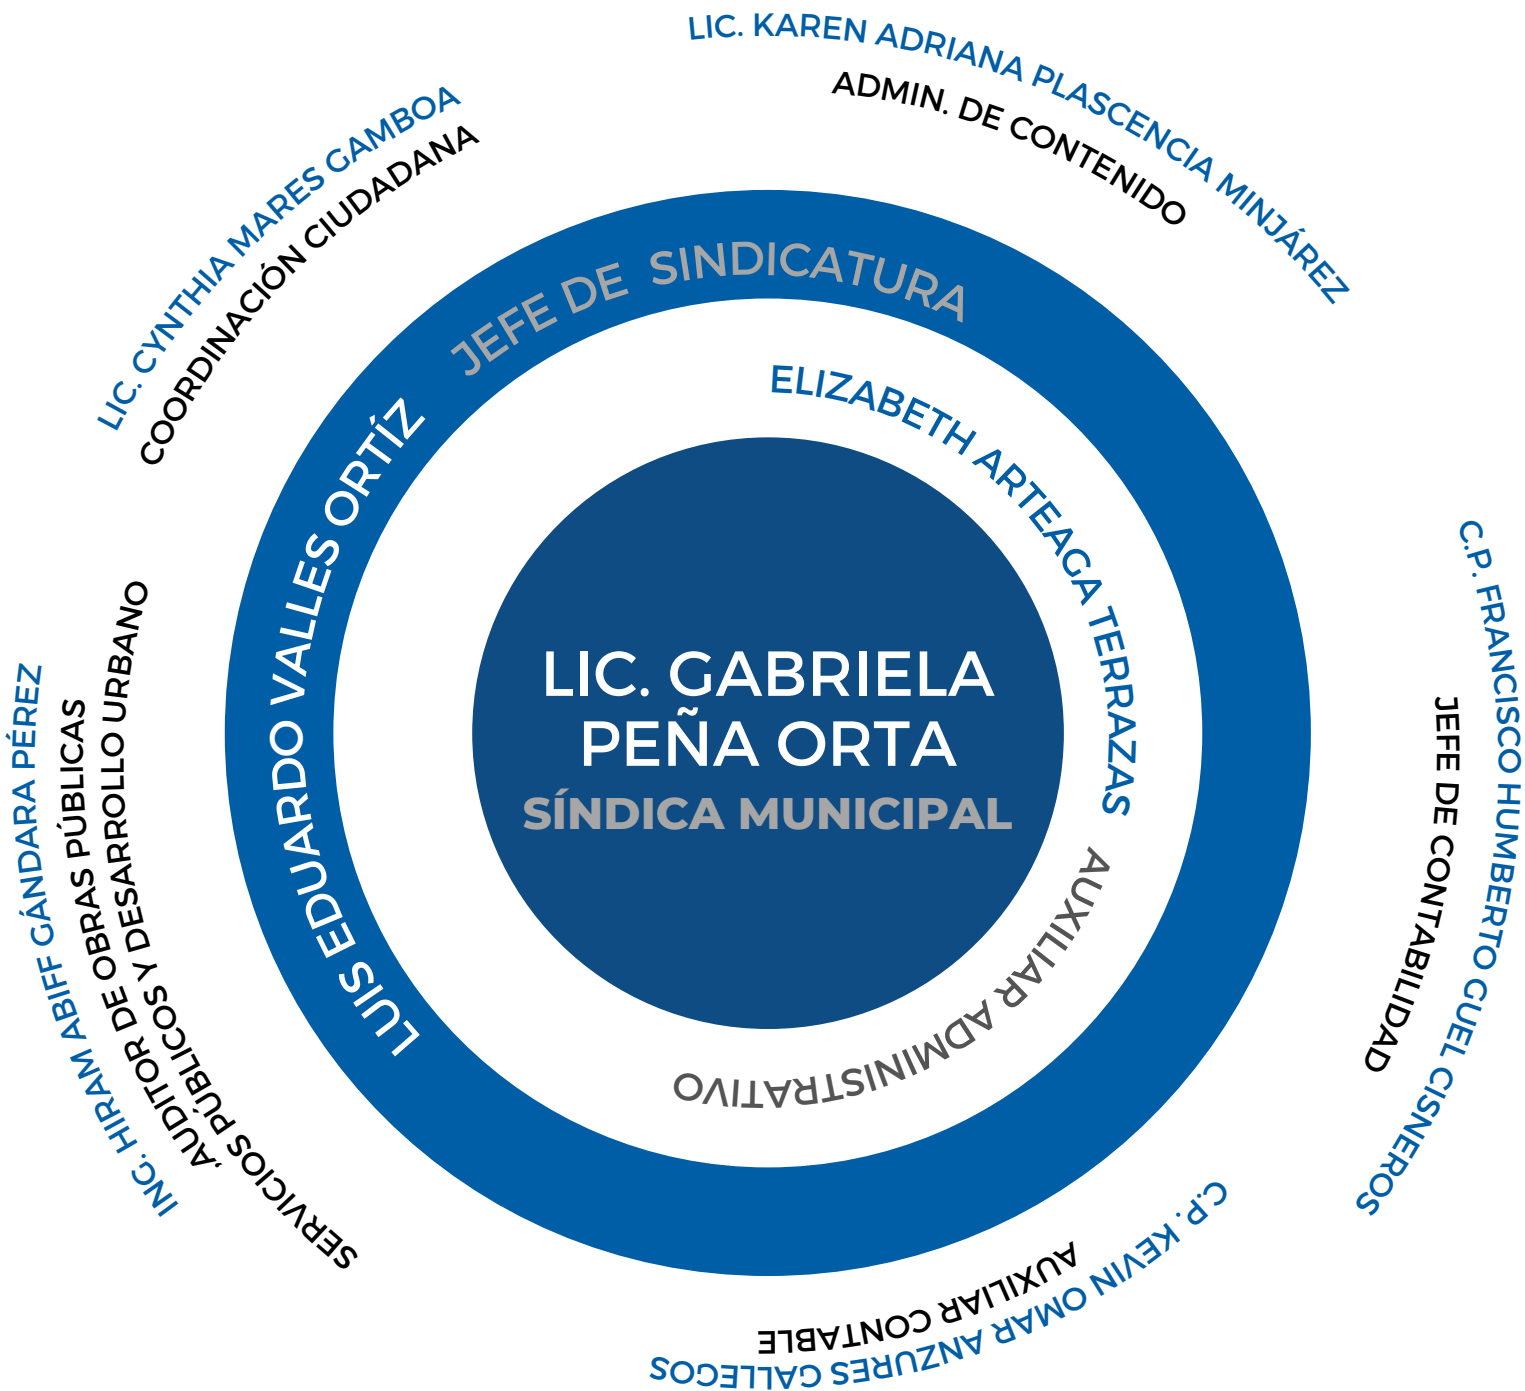 LIC. KAREN ADRIANA PLASCENCIA MINJÁREZ
ADMIN. DE CONTENIDO
LIC. CYNTHIA MARES GAMBOA
COORDINACIÓN CIUDADANA
JEFE DE SINDICATURA
LUIS EDUARDO VALLES ORTÍZ
ELIZABETH ARTEAGA TERRAZAS
AUXILIAR ADMINISTRATIVO
LIC. GABRIELA
PEÑA ORTA
SÍNDICA MUNICIPAL
C.P. FRANCISCO HUMBERTO GUEL CISNEROS
JEFE DE CONTABILIDAD
ING. HIRAM ABIFF GÁNDARA PÉREZ
,AUDITOR DE OBRAS PÚBLICAS
SERVICIOS PÚBLICOS Y DESARROLLO URBANO
C.P. KEVIN OMAR ANZURES GALLEGOS
AUXILIAR CONTABLE